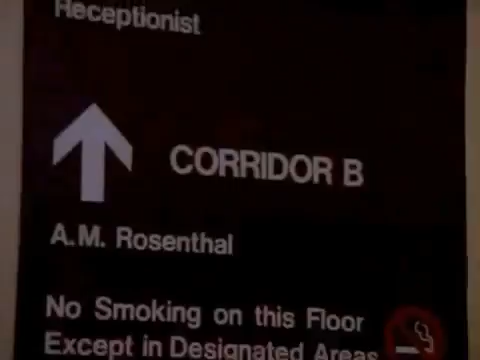 Receptionist
CORRIDOR B
A.M. Rosenthal
No Smoking on this Floor
Except in Designated Areas